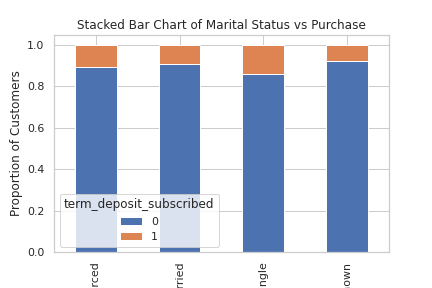 Stacked Bar Chart of Marital Status vs Purchase
Proportion of Customers
1.0
0.8
0.6
0.4
0.2
0.0
term_deposit_subscribed
0
1
rced
rried
ngle
own